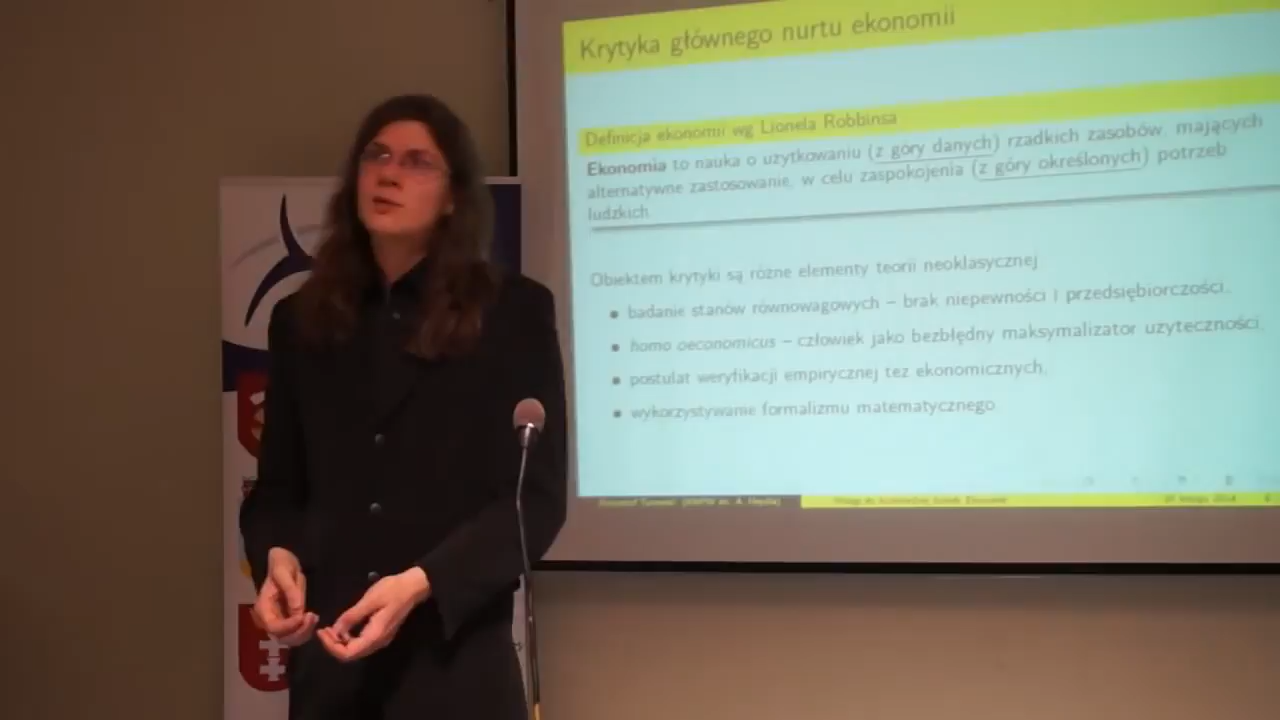 Krytyka głównego nurtu ekonomii
Definicja ekonomii wg Lionela Robbinsa
Ekonomia to nauka o użytkowaniu (z góry danych) rzadkich zasobów, mających
alternatywne zastosowanie, w celu zaspokojenia (z góry określonych) potrzeb
ludzkich
Obiektem krytyki są różne elementy teorii neoklasycznej
badanie stanów równowagowych – brak niepewności i przedsiębiorczości,
homo oeconomicus – człowiek jako bezbłędny maksymalizator użyteczności,
postulat weryfikacji empirycznej tez ekonomicznych,
wykorzystywanie formalizmu matematycznego